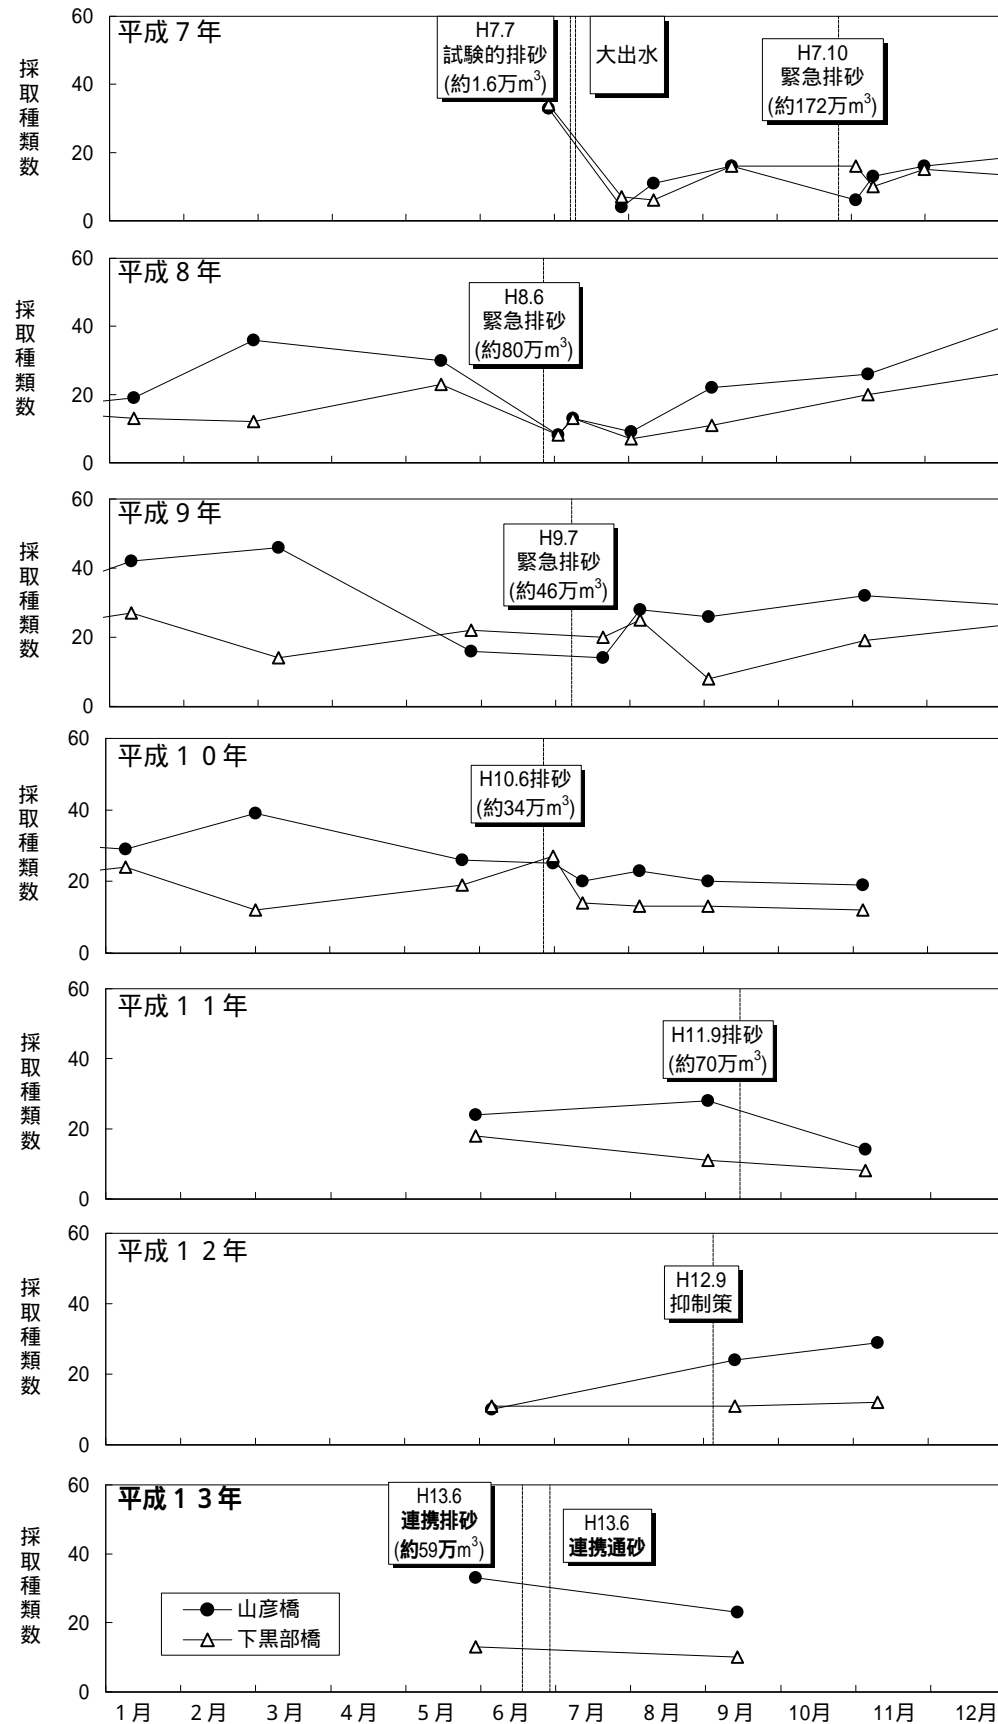 平成７年
採取種類数
60
40
20
0
H7.7
試験的排砂
(約1.6万m³)
大出水
H7.10
緊急排砂
(約172万m³)
平成８年
採取種類数
60
40
20
0
H8.6
緊急排砂
(約80万m³)
平成９年
採取種類数
60
40
20
0
H9.7
緊急排砂
(約46万m³)
平成１０年
採取種類数
60
40
20
0
H10.6排砂
(約34万m³)
平成１１年
採取種類数
60
40
20
0
H11.9排砂
(約70万m³)
平成１２年
採取種類数
60
40
20
0
H12.9
抑制策
平成１３年
採取種類数
60
40
20
0
H13.6
連携排砂
(約59万m³)
H13.6
連携通砂
山彦橋
下黒部橋
1月 2月 3月 4月 5月 6月 7月 8月 9月 10月 11月 12月